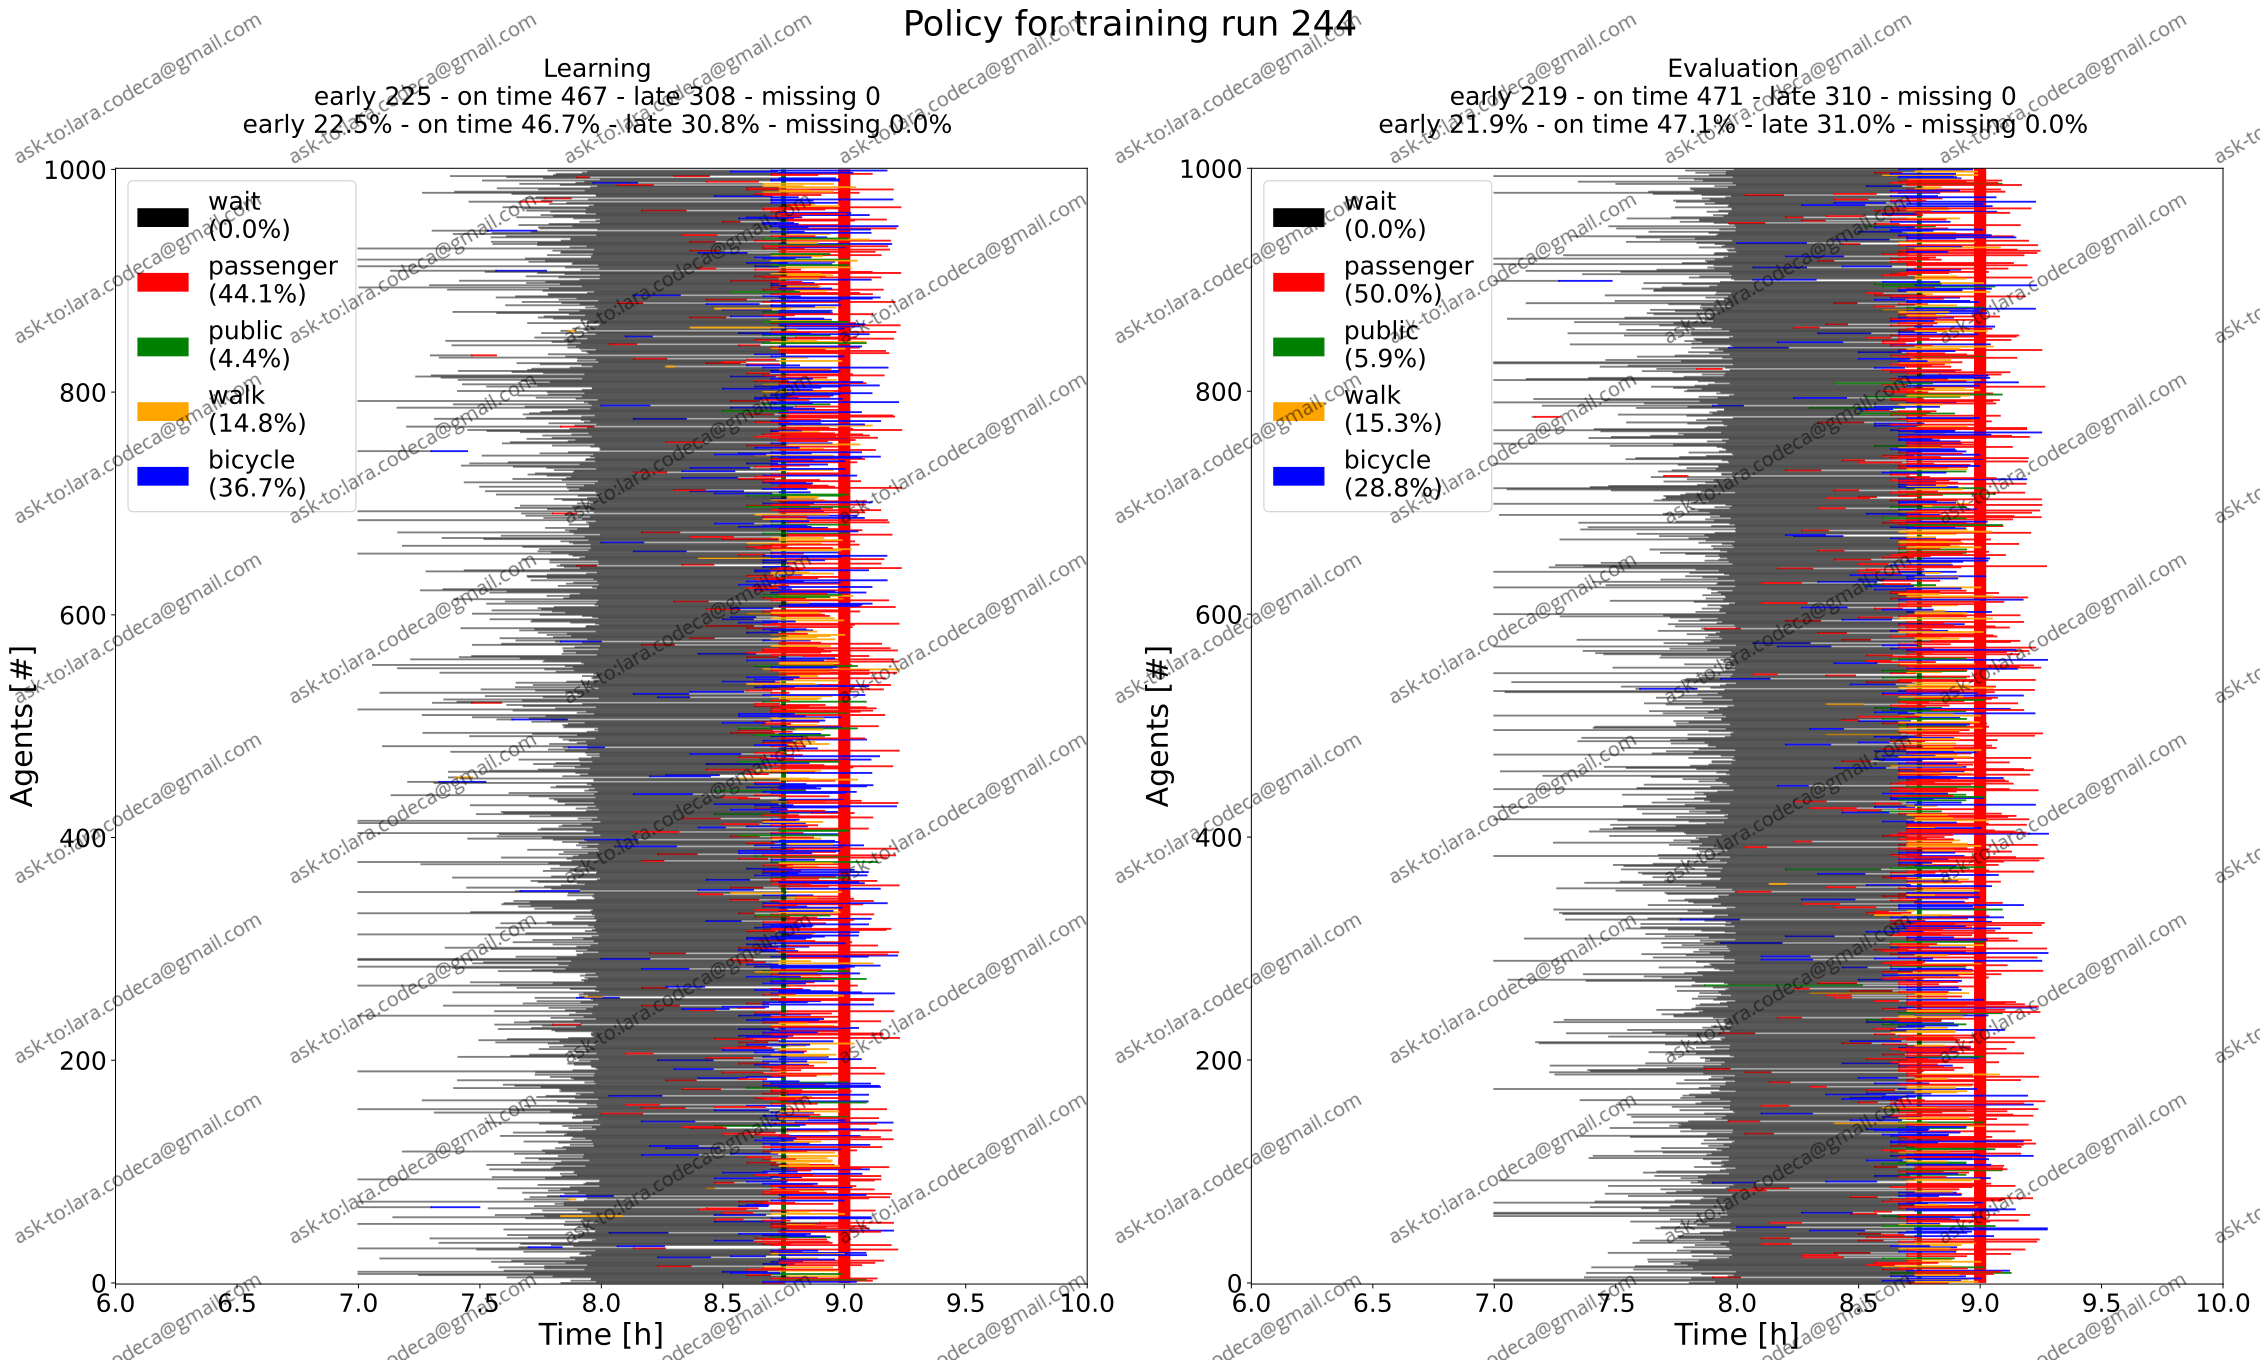 Policy for training run 244
Learning
early 225 - on time 467 - late 308 - missing 0
early 22.5% - on time 46.7% - late 30.8% - missing 0.0%
1000
800
600
400
200
0
Agents [#]
wait
(0.0%)
passenger
(44.1%)
public
(4.4%)
walk
(14.8%)
bicycle
(36.7%)
6.0 6.5 7.0 7.5 8.0 8.5 9.0 9.5 10.0
Time [h]
Evaluation
early 219 - on time 471 - late 310 - missing 0
early 21.9% - on time 47.1% - late 31.0% - missing 0.0%
1000
800
600
400
200
0
Agents [#]
wait
(0.0%)
passenger
(50.0%)
public
(5.9%)
walk
(15.3%)
bicycle
(28.8%)
6.0 6.5 7.0 7.5 8.0 8.5 9.0 9.5 10.0
Time [h]
ask-to:lara.codeca@gmail.com